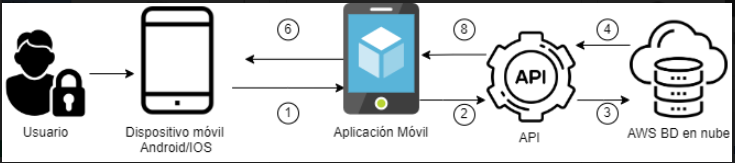 6
8
4
API
1
2
3
Usuario
Dispositivo móvil
Android/IOS
Aplicación Móvil
API
AWS BD en nube